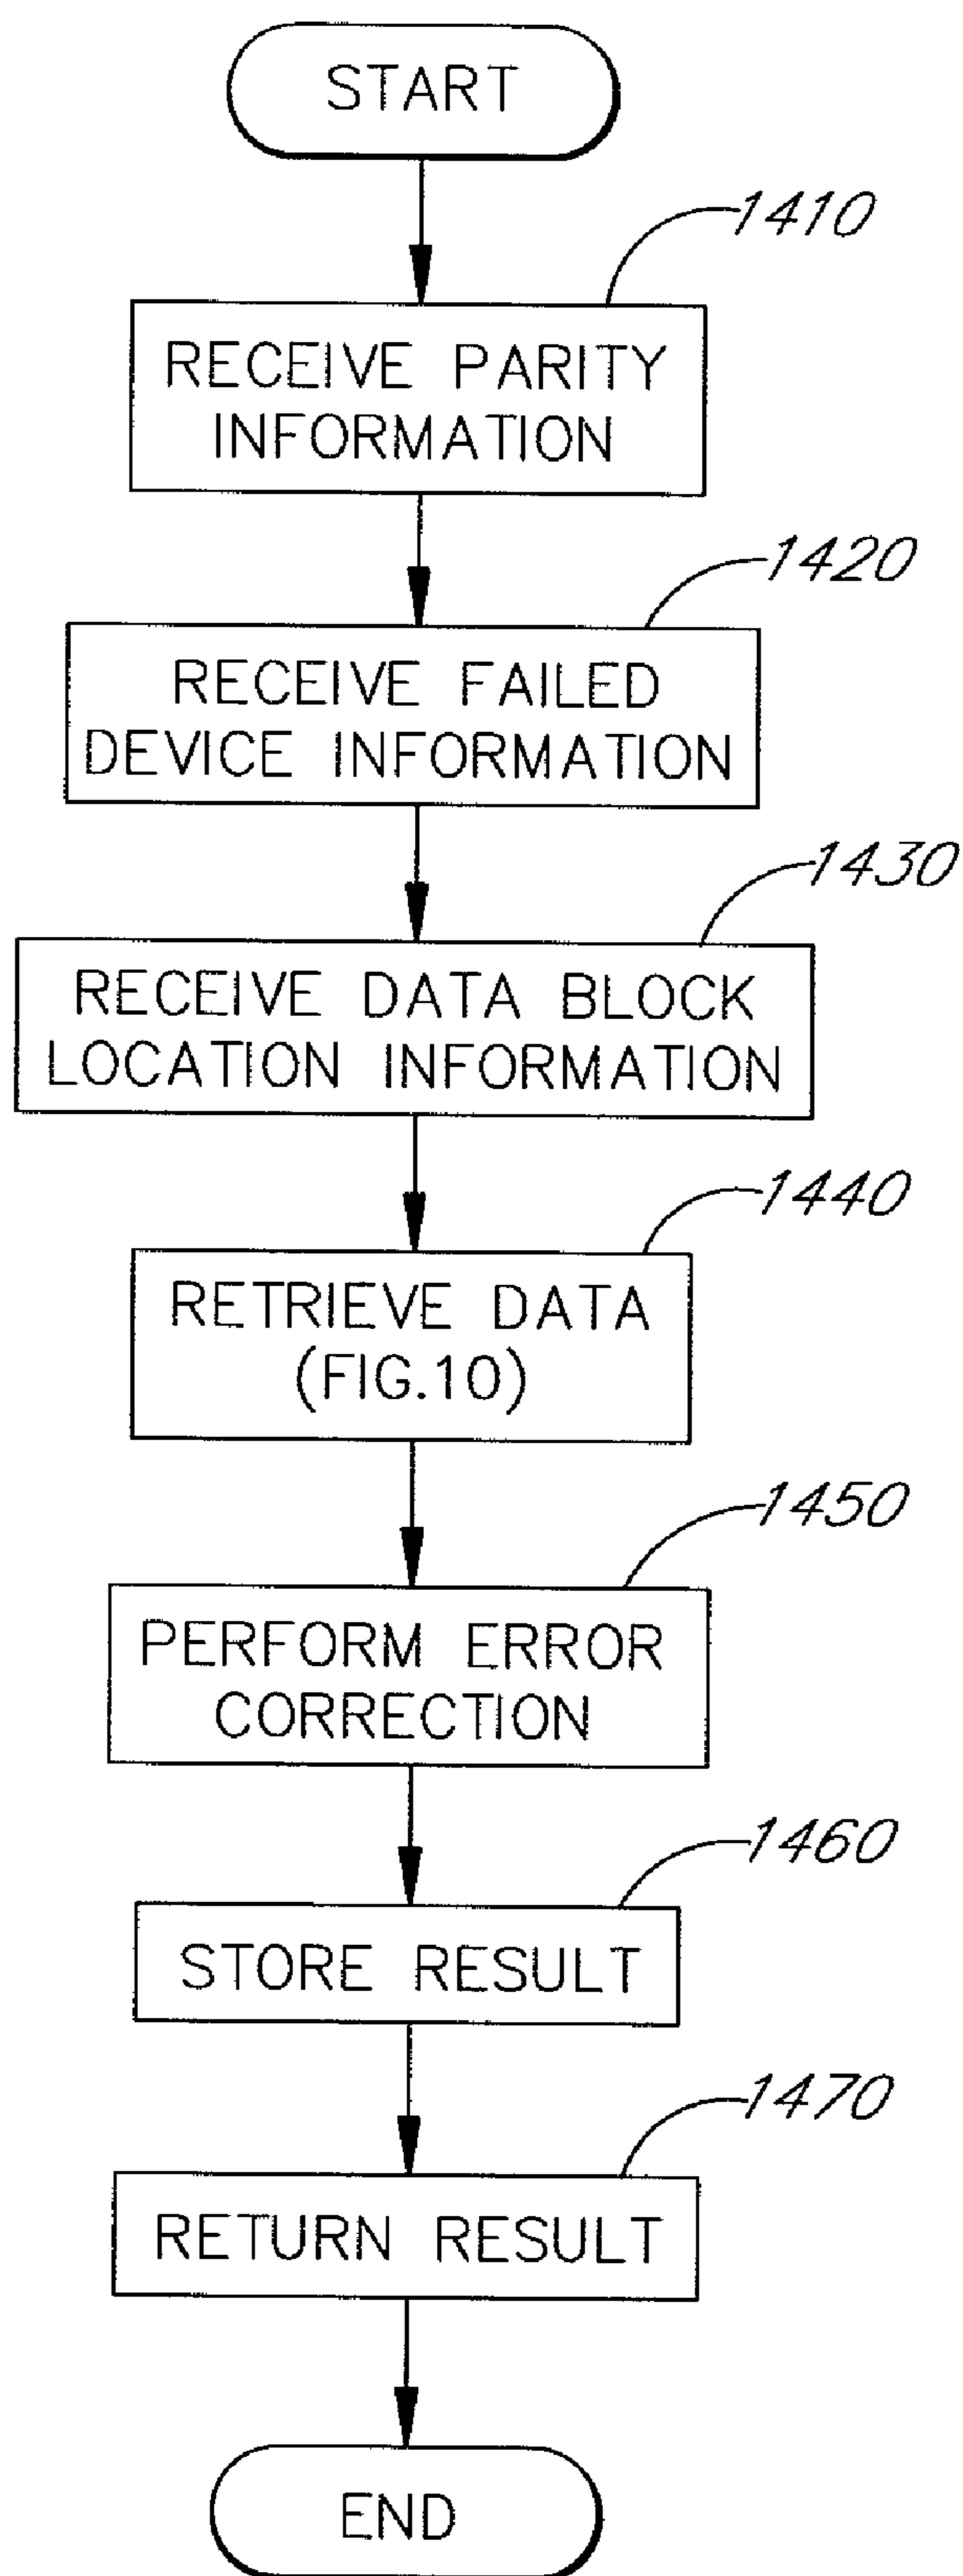 START
1410
RECEIVE PARITY
INFORMATION
1420
RECEIVE FAILED
DEVICE INFORMATION
1430
RECEIVE DATA BLOCK
LOCATION INFORMATION
1440
RETRIEVE DATA
(FIG.10)
1450
PERFORM ERROR
CORRECTION
1460
STORE RESULT
1470
RETURN RESULT
END